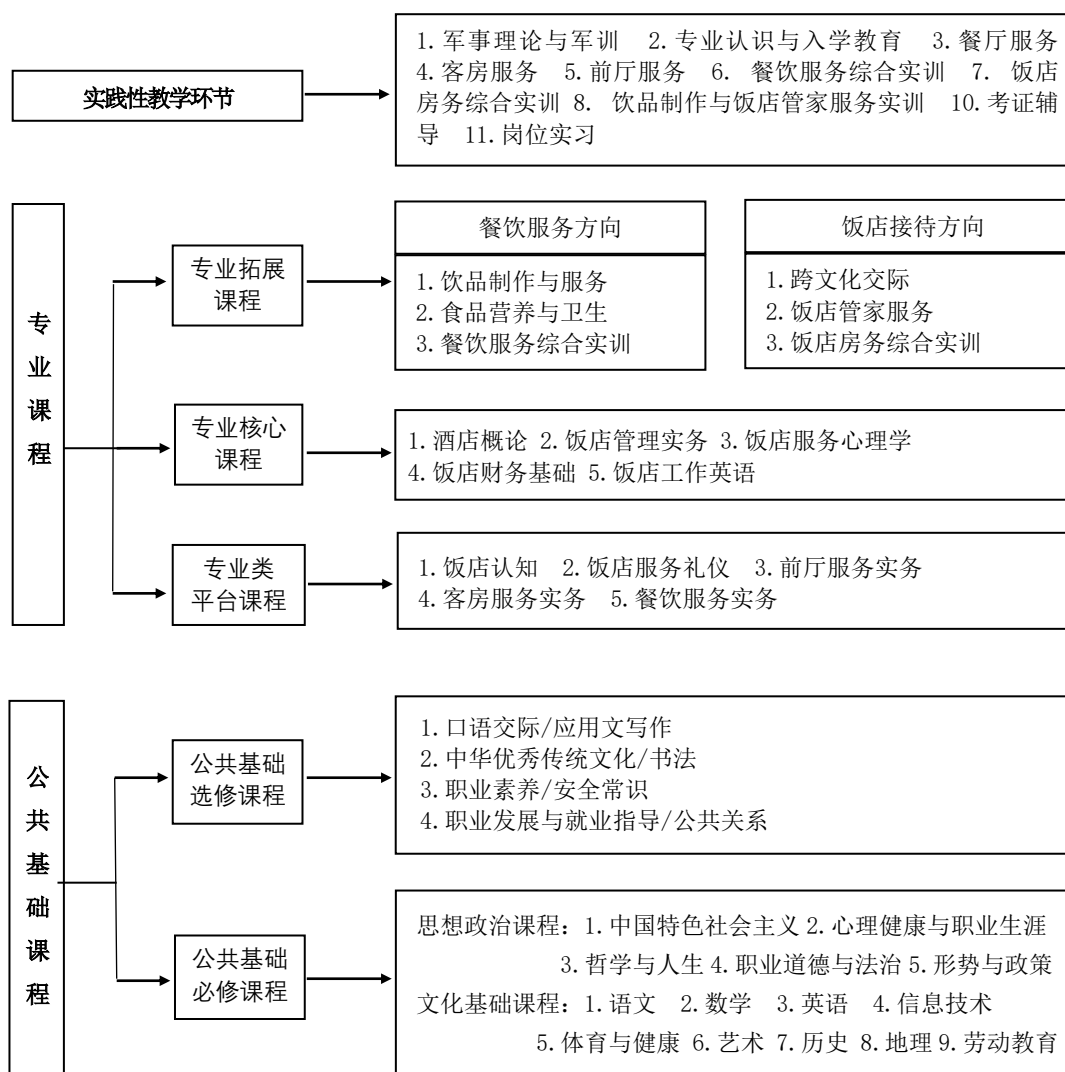 实践性教学环节
1.军事理论与军训 2.专业认识与入学教育 3.餐厅服务
4.客房服务 5.前厅服务 6. 餐饮服务综合实训 7. 饭店
房务综合实训 8. 饮品制作与饭店管家服务实训 10.考证辅
导 11.岗位实习
专业课程
专业拓展
课程
餐饮服务方向
1.饮品制作与服务
2.食品营养与卫生
3.餐饮服务综合实训
饭店接待方向
1.跨文化交际
2.饭店管家服务
3.饭店房务综合实训
专业核心
课程
1.酒店概论 2.饭店管理实务 3.饭店服务心理学
4.饭店财务基础 5.饭店工作英语
专业类
平台课程
1.饭店认知 2.饭店服务礼仪 3.前厅服务实务
4.客房服务实务 5.餐饮服务实务
公共基础课程
公共基础
选修课程
1.口语交际/应用文写作
2.中华优秀传统文化/书法
3.职业素养/安全常识
4.职业发展与就业指导/公共关系
公共基础
必修课程
思想政治课程：1.中国特色社会主义 2.心理健康与职业生涯
3.哲学与人生 4.职业道德与法治 5.形势与政策
文化基础课程：1.语文 2.数学 3.英语 4.信息技术
5.体育与健康 6.艺术 7.历史 8.地理 9.劳动教育